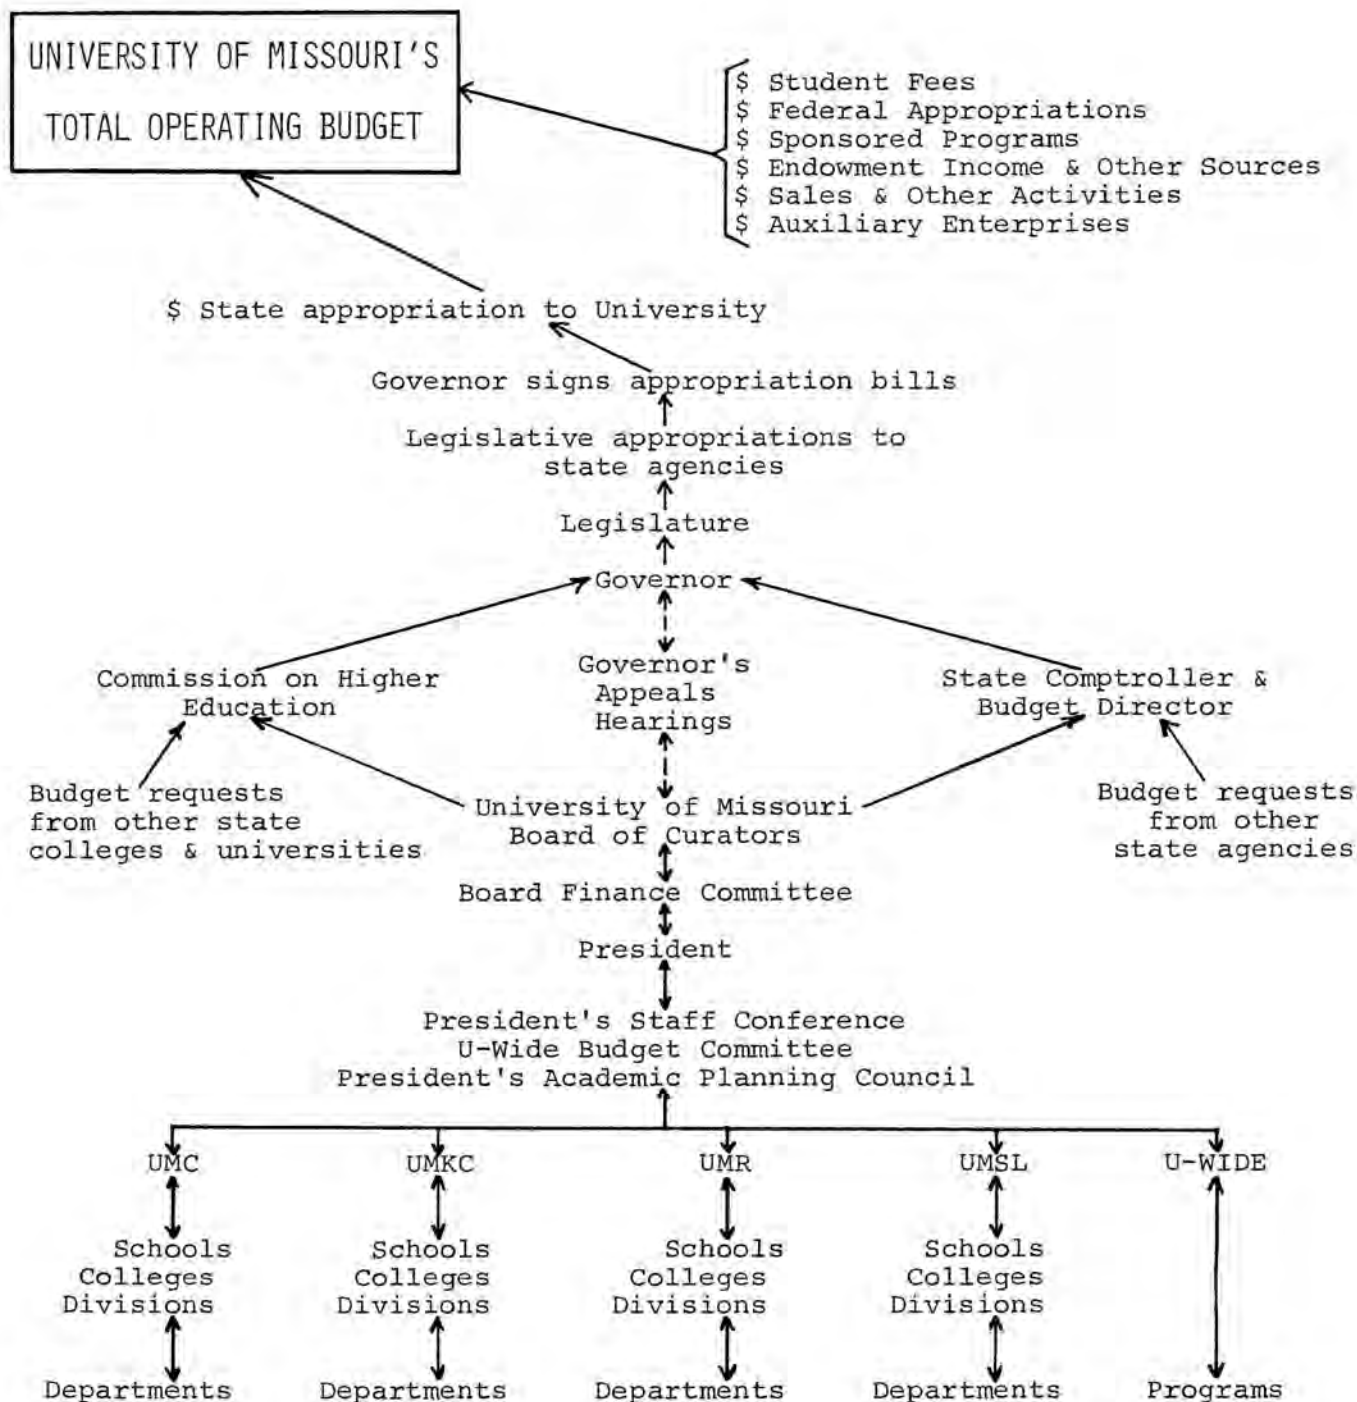 UNIVERSITY OF MISSOURI'S
TOTAL OPERATING BUDGET
$ Student Fees
$ Federal Appropriations
$ Sponsored Programs
$ Endowment Income & Other Sources
$ Sales & Other Activities
$ Auxiliary Enterprises
$ State appropriation to University
Governor signs appropriation bills
Legislative appropriations to
state agencies
Legislature
Governor
Commission on Higher
Education
Governor's
Appeals
Hearings
State Comptroller &
Budget Director
Budget requests
from other state
colleges & universities
University of Missouri
Board of Curators
Budget requests
from other
state agencies
Board Finance Committee
President
President's Staff Conference
U-Wide Budget Committee
President's Academic Planning Council
UMC UMKC UMR UMSL U-WIDE
Schools Schools Schools Schools
Colleges Colleges Colleges Colleges
Divisions Divisions Divisions Divisions
Departments Departments Departments Departments Programs